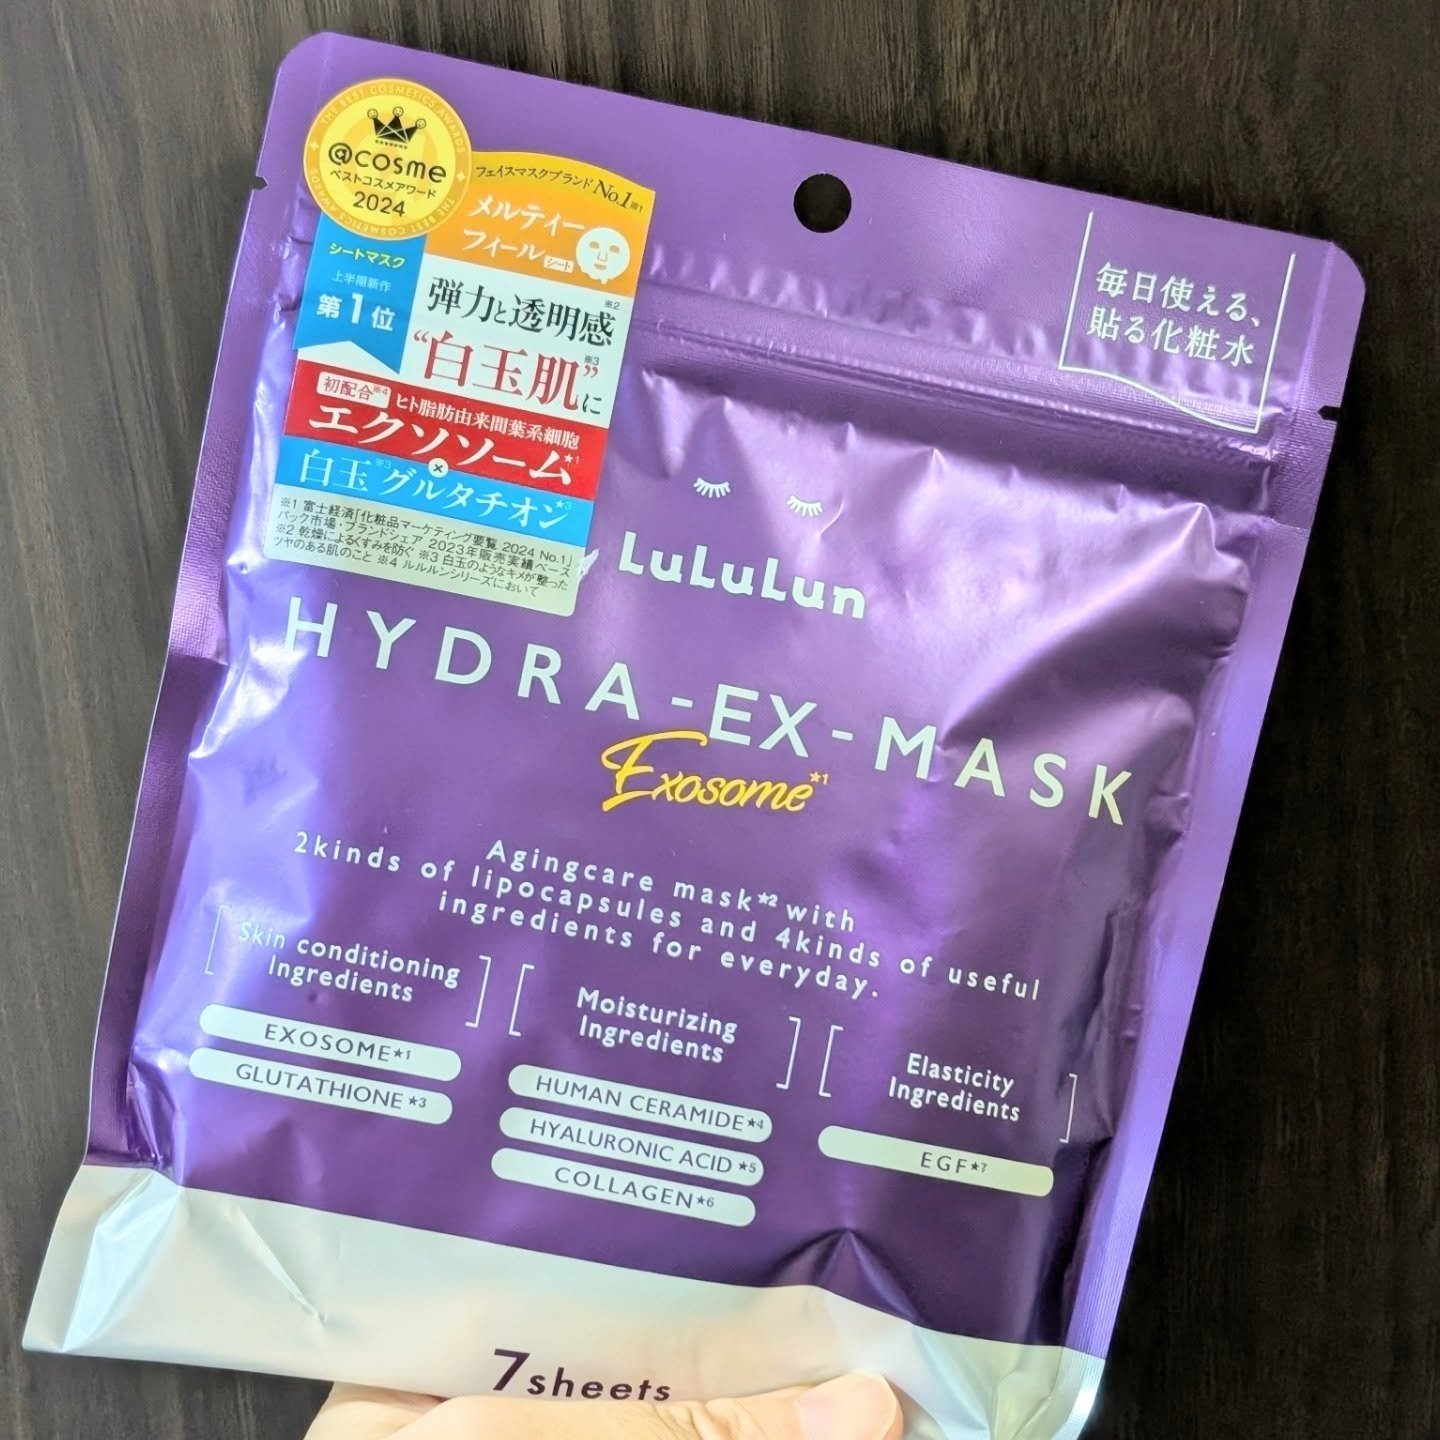 THE BEST COSMETICS AWARDS
@cosme
ベストコスメアワード
2024
シートマスク
上半期新作
第1位
フェイスマスクブランドNo.1※1
メルティー
フィール
シート
弾力と透明感※2
“白玉肌”※3に
初配合※4
ヒト脂肪由来間葉系細胞
エクソソーム★1
×
白玉※3グルタチオン★3
※1 富士経済「化粧品マーケティング要覧 2024 No.1」
パック市場・ブランドシェア 2023年販売実績ベース
※2 乾燥によるくすみを防ぐ ※3 白玉のようなキメが整った
ツヤのある肌のこと ※4 ルルルンシリーズにおいて
毎日使える、
貼る化粧水
LuLuLun
HYDRA-EX-MASK
Exosome★1
Agingcare mask★2 with
2kinds of lipocapsules and 4kinds of useful
ingredients for everyday.
Skin conditioning
Ingredients
EXOSOME★1
GLUTATHIONE★3
Moisturizing
Ingredients
HUMAN CERAMIDE★4
HYALURONIC ACID★5
COLLAGEN★6
Elasticity
Ingredients
EGF★7
7sheets